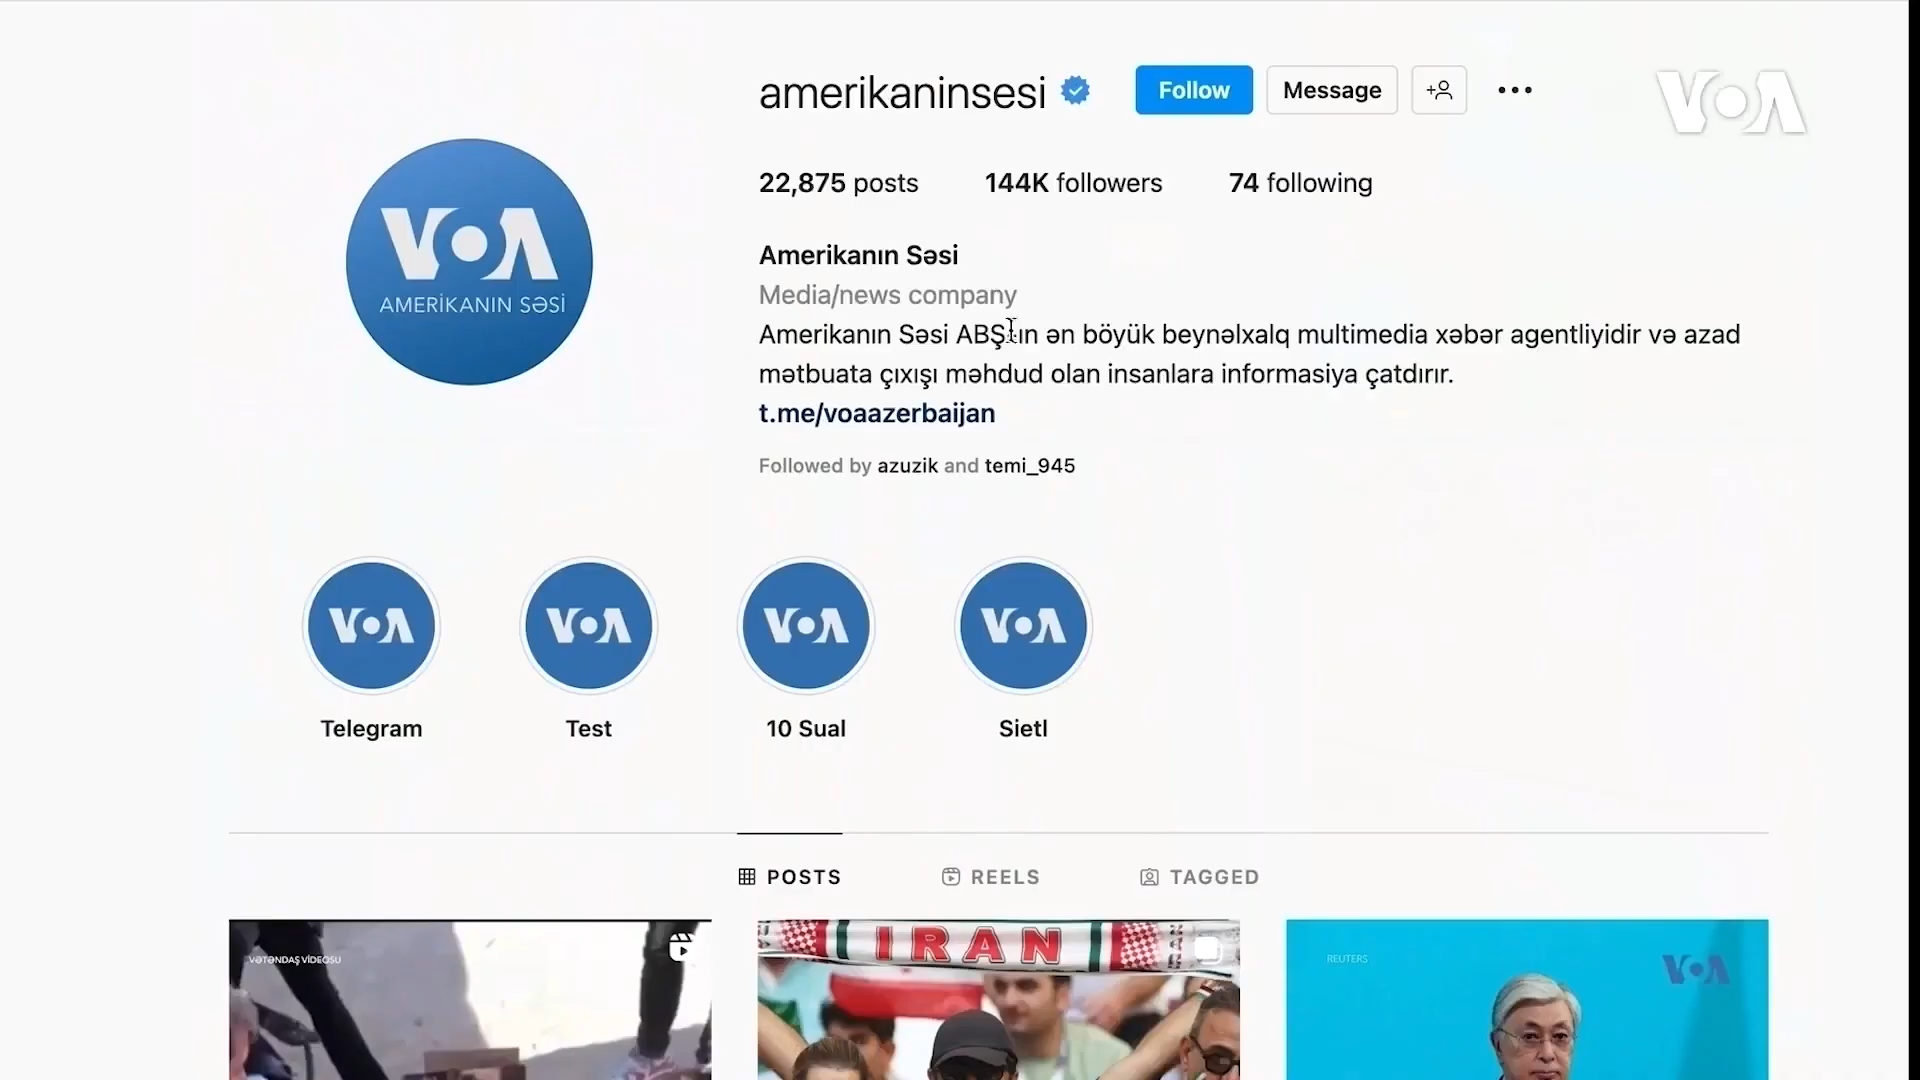 amerikaninsesi
Follow
Message
VOA
22,875 posts
144K followers
74 following
VOA
AMERİKANIN SƏSİ
Amerikanın Səsi
Media/news company
Amerikanın Səsi ABŞ-ın ən böyük beynəlxalq multimedia xəbər agentliyidir və azad
mətbuata çıxışı məhdud olan insanlara informasiya çatdırır.
t.me/voaazerbaijan
Followed by azuzik and temi_945
VOA
VOA
VOA
VOA
Telegram
Test
10 Sual
Sietl
POSTS
REELS
TAGGED
VƏTƏNDAŞ VİDEOSU
IRAN
REUTERS
VOA